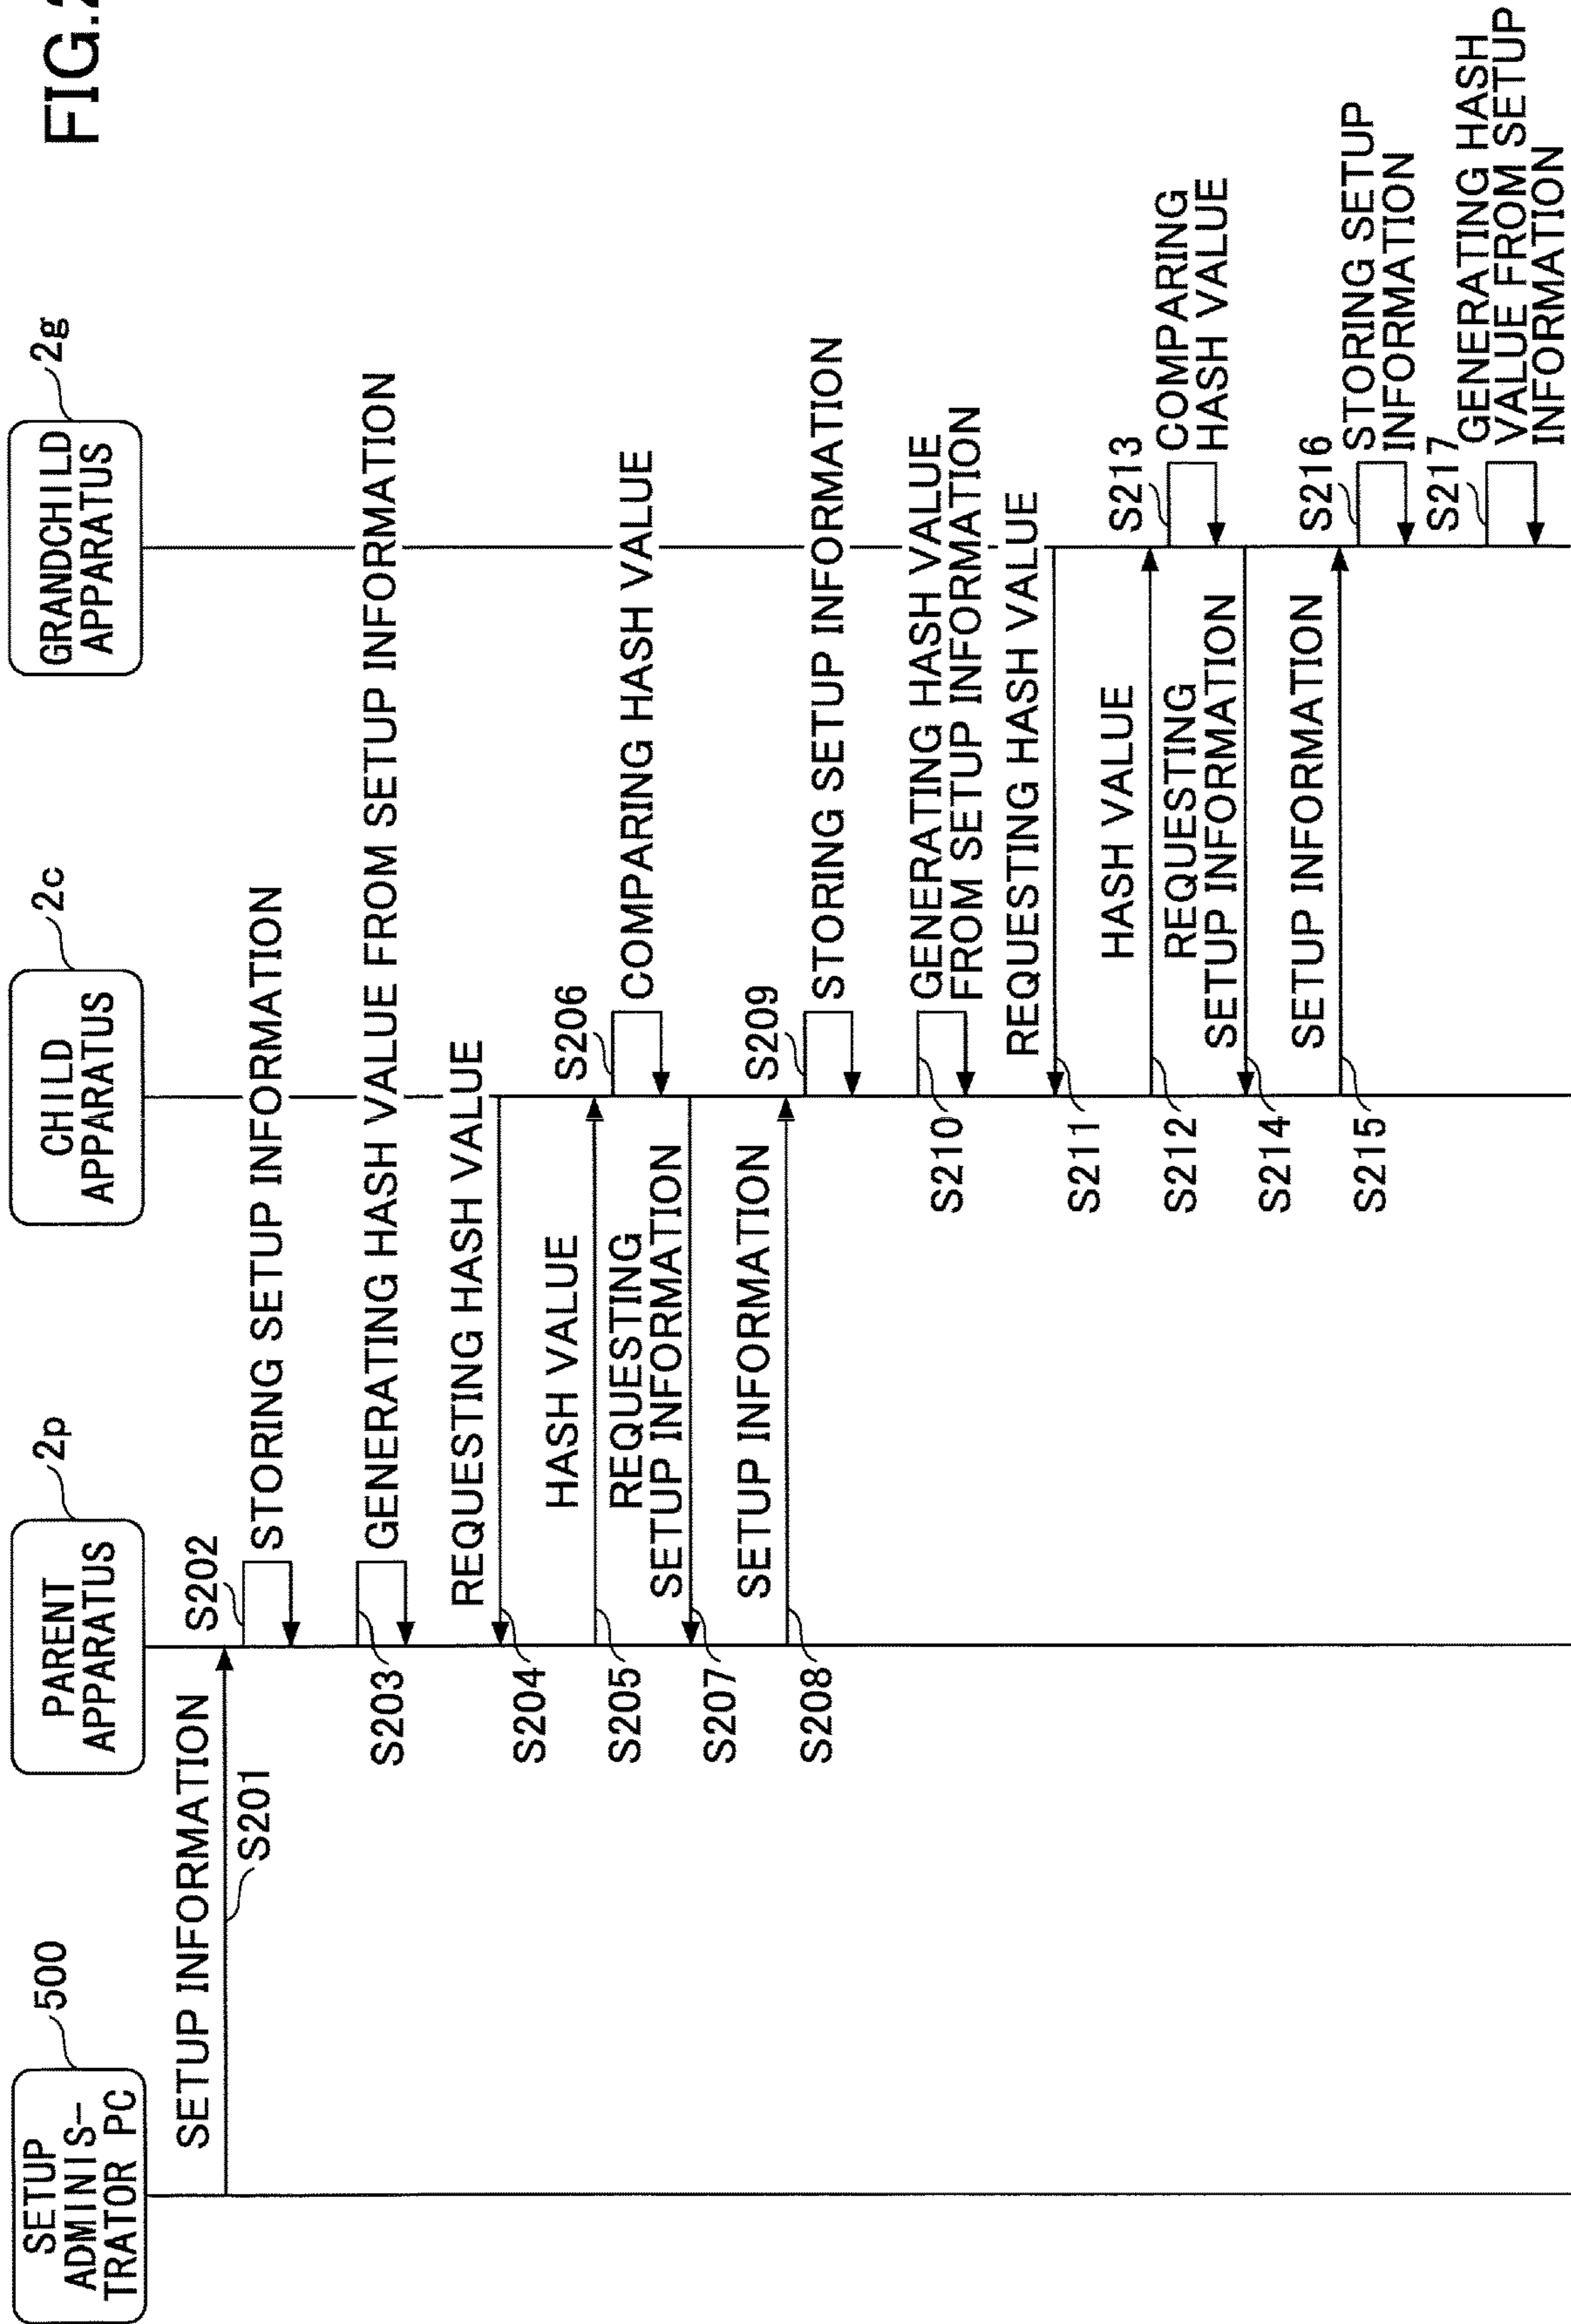 FIG.2
SETUP
ADMINIS-
TRATOR PC
500
PARENT
APPARATUS
2p
CHILD
APPARATUS
2c
GRANDCHILD
APPARATUS
2g
SETUP INFORMATION
S201
S202
STORING SETUP INFORMATION
S203
GENERATING HASH VALUE FROM SETUP INFORMATION
REQUESTING HASH VALUE
S204
HASH VALUE
S205
S206
COMPARING HASH VALUE
REQUESTING
SETUP INFORMATION
S207
SETUP INFORMATION
S208
S209
STORING SETUP INFORMATION
S210
GENERATING HASH VALUE
FROM SETUP INFORMATION
REQUESTING HASH VALUE
S211
HASH VALUE
S212
S213
COMPARING
HASH VALUE
REQUESTING
SETUP INFORMATION
S214
SETUP INFORMATION
S215
S216
STORING SETUP
INFORMATION
S217
GENERATING HASH
VALUE FROM SETUP
INFORMATION